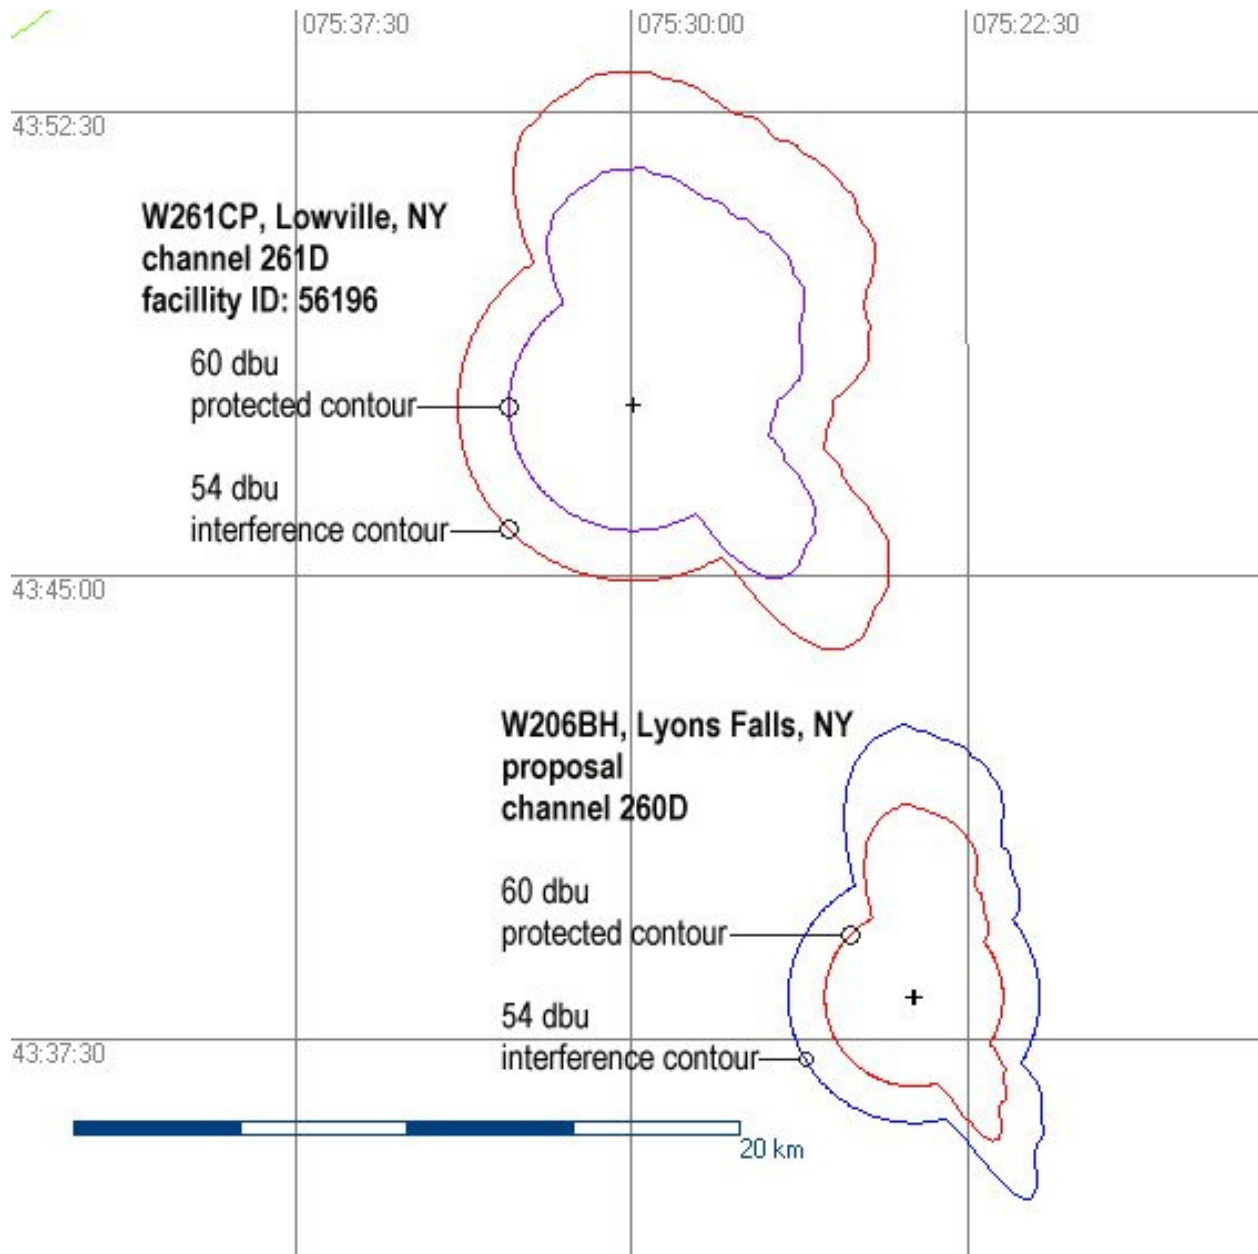 075:37:30
075:30:00
075:22:30
43:52:30
W261CP, Lowville, NY
channel 261D
facillity ID: 56196
60 dbu
protected contour
54 dbu
interference contour
43:45:00
W206BH, Lyons Falls, NY
proposal
channel 260D
60 dbu
protected contour
54 dbu
interference contour
43:37:30
20 km